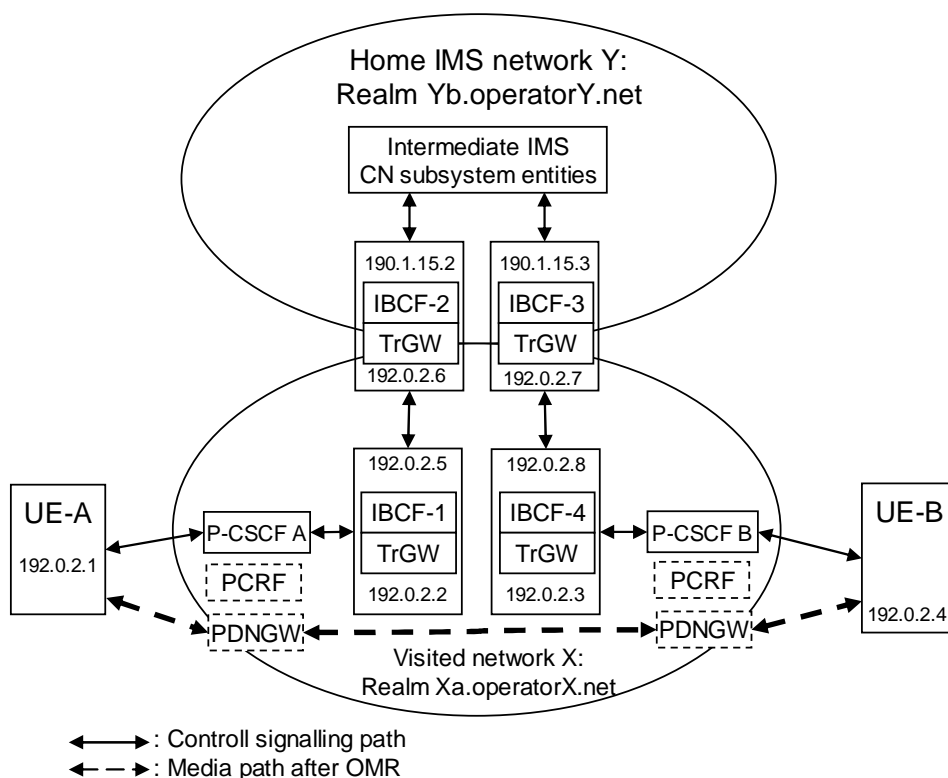 Home IMS network Y:
Realm Yb.operatorY.net
Intermediate IMS
CN subsystem entities
190.1.15.2
190.1.15.3
IBCF-2
IBCF-3
TrGW
TrGW
192.0.2.6
192.0.2.7
192.0.2.5
192.0.2.8
UE-A
192.0.2.1
P-CSCF A
IBCF-1
IBCF-4
P-CSCF B
UE-B
TrGW
TrGW
PCRF
PCRF
192.0.2.2
192.0.2.3
192.0.2.4
PDNGW
PDNGW
Visited network X:
Realm Xa.operatorX.net
: Controll signalling path
: Media path after OMR